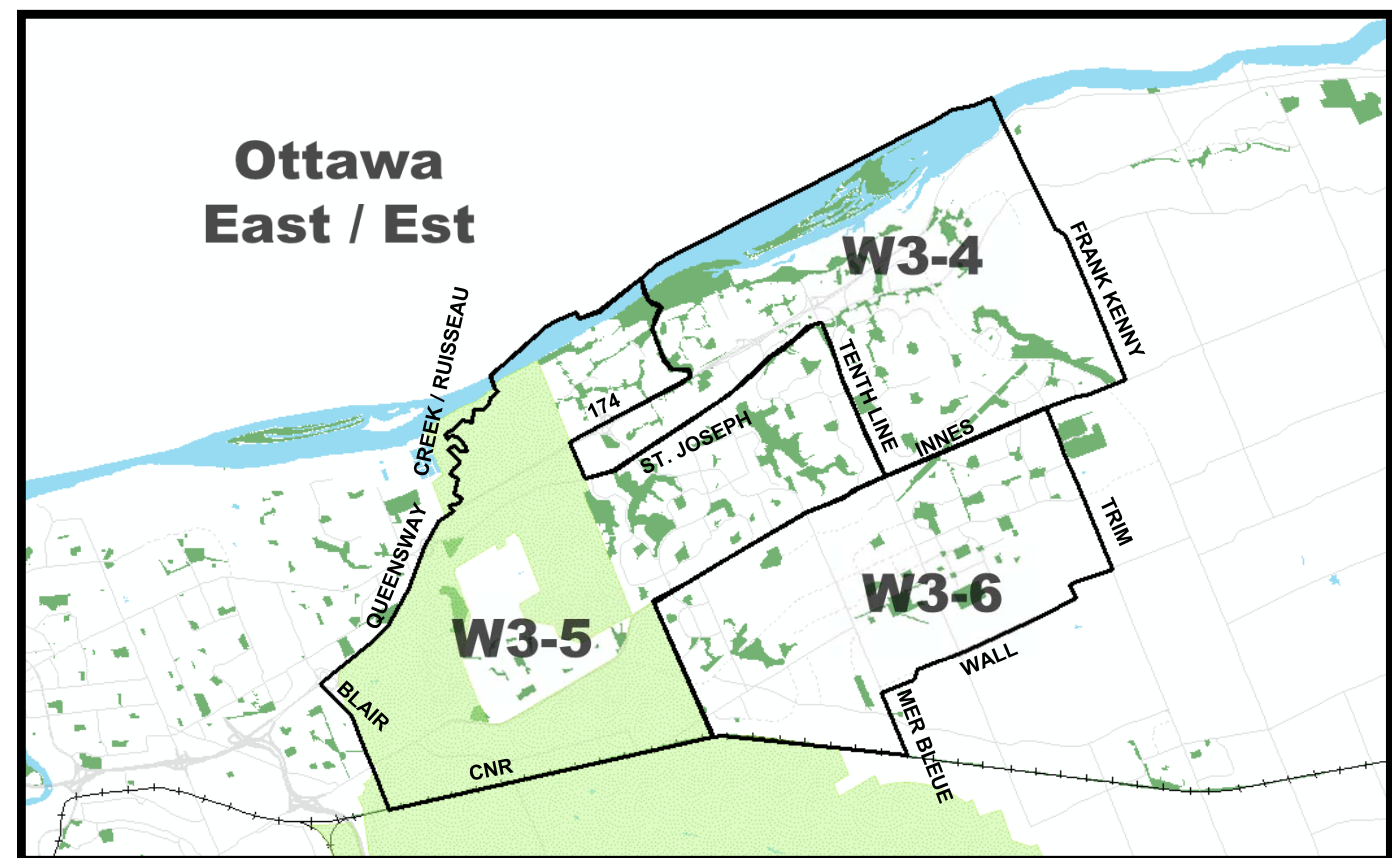 Ottawa
East / Est
W3-4
FRANK KENNY
CREEK / RUISSEAU
TENTH LINE
174
ST. JOSEPH
INNES
QUEENSWAY
TRIM
W3-6
W3-5
WALL
BLAIR
MER BLEUE
CNR